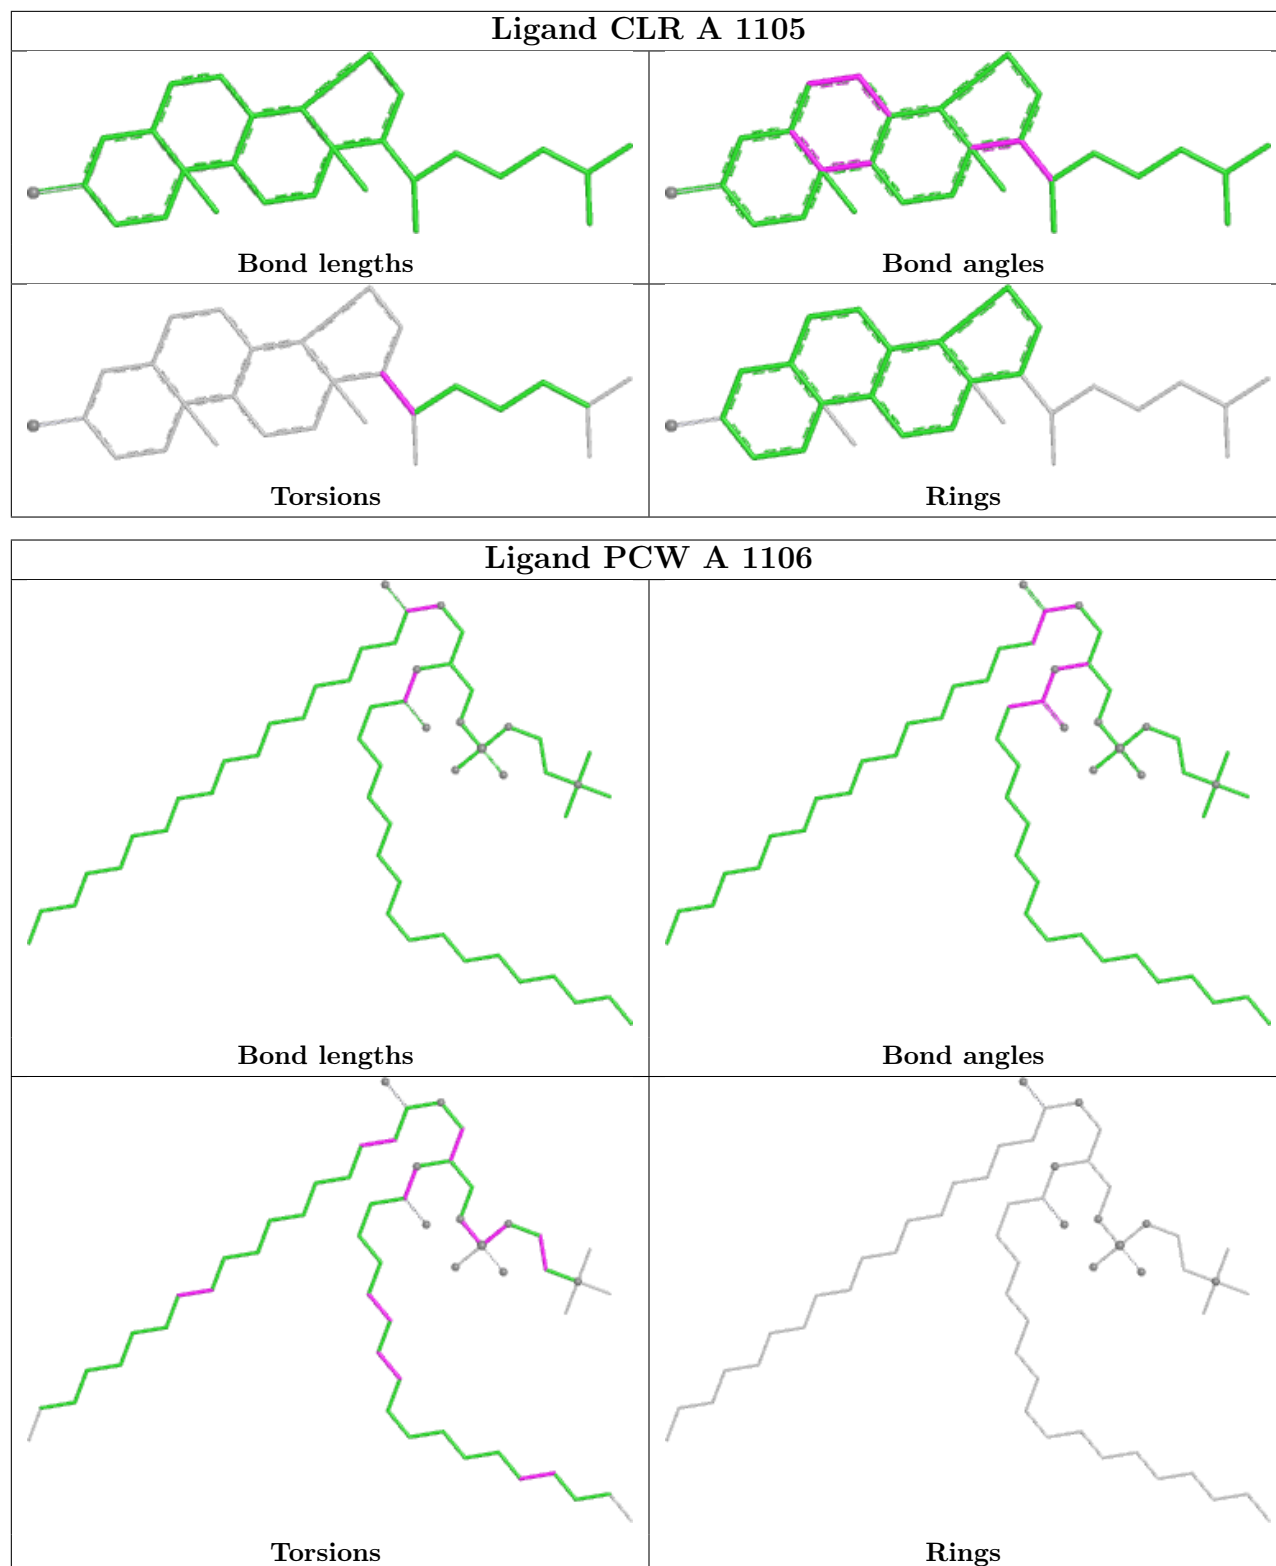 Ligand CLR A 1105
Bond lengths
Bond angles
Torsions
Rings
Ligand PCW A 1106
Bond lengths
Bond angles
Torsions
Rings